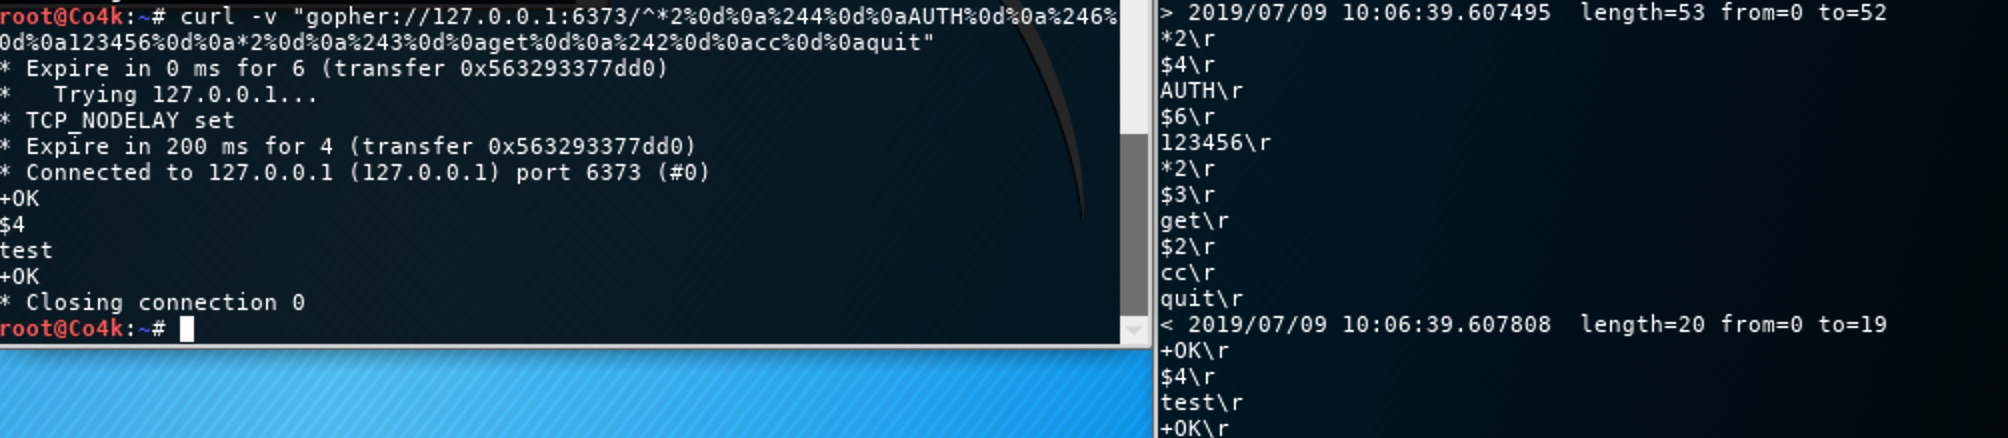 root@Co4k:~# curl -v "gopher://127.0.0.1:6373/^*2%0d%0a%244%0d%0aAUTH%0d%0a%246%
0d%0a123456%0d%0a*2%0d%0a%243%0d%0aget%0d%0a%242%0d%0acc%0d%0aquit"
* Expire in 0 ms for 6 (transfer 0x563293377dd0)
*   Trying 127.0.0.1...
* TCP_NODELAY set
* Expire in 200 ms for 4 (transfer 0x563293377dd0)
* Connected to 127.0.0.1 (127.0.0.1) port 6373 (#0)
+OK
$4
test
+OK
* Closing connection 0
root@Co4k:~#
> 2019/07/09 10:06:39.607495  length=53 from=0 to=52
*2\r
$4\r
AUTH\r
$6\r
123456\r
*2\r
$3\r
get\r
$2\r
cc\r
quit\r
< 2019/07/09 10:06:39.607808  length=20 from=0 to=19
+OK\r
$4\r
test\r
+OK\r